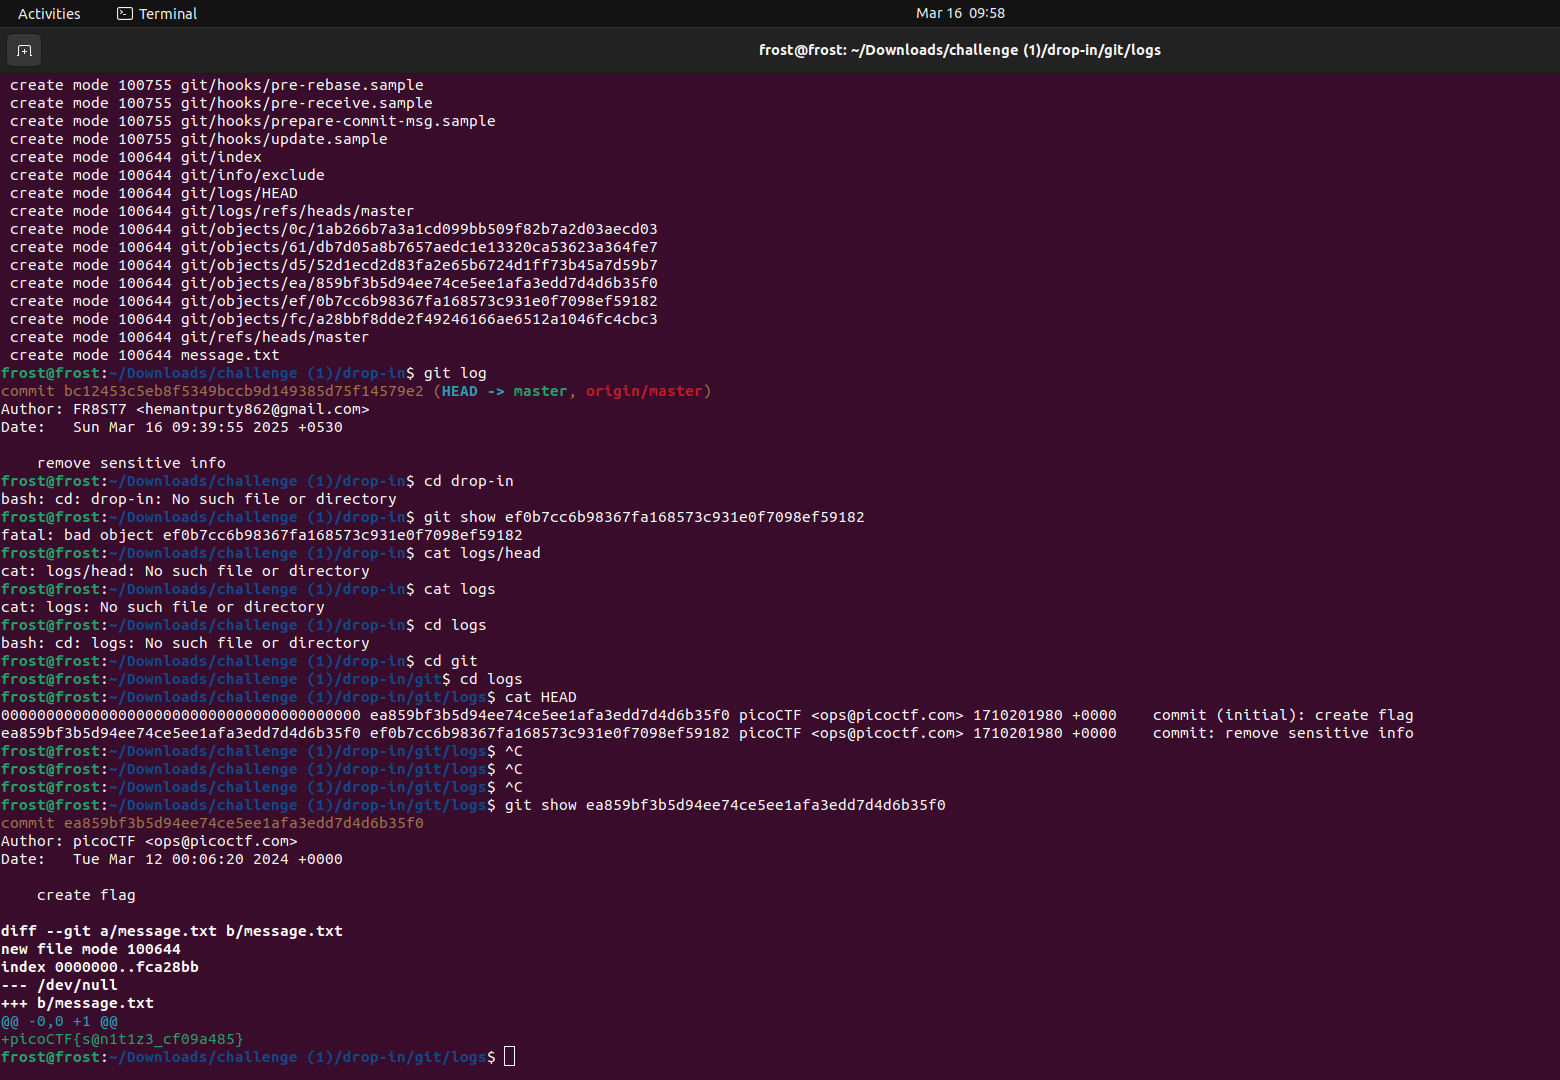 Activities
Terminal
Mar 16 09:58
frost@frost: ~/Downloads/challenge (1)/drop-in/git/logs
create mode 100755 git/hooks/pre-rebase.sample
create mode 100755 git/hooks/pre-receive.sample
create mode 100755 git/hooks/prepare-commit-msg.sample
create mode 100755 git/hooks/update.sample
create mode 100644 git/index
create mode 100644 git/info/exclude
create mode 100644 git/logs/HEAD
create mode 100644 git/logs/refs/heads/master
create mode 100644 git/objects/0c/1ab266b7a3a1cd099bb509f82b7a2d03aecd03
create mode 100644 git/objects/61/db7d05a8b7657aedc1e13320ca53623a364fe7
create mode 100644 git/objects/d5/52d1ecd2d83fa2e65b6724d1ff73b45a7d59b7
create mode 100644 git/objects/ea/859bf3b5d94ee74ce5ee1afa3edd7d4d6b35f0
create mode 100644 git/objects/ef/0b7cc6b98367fa168573c931e0f7098ef59182
create mode 100644 git/objects/fc/a28bbf8dde2f49246166ae6512a1046fc4cbc3
create mode 100644 git/refs/heads/master
create mode 100644 message.txt
frost@frost:~/Downloads/challenge (1)/drop-in$ git log
commit bc12453c5eb8f5349bccb9d149385d75f14579e2 (HEAD -> master, origin/master)
Author: FR8ST7 <hemantpurty862@gmail.com>
Date:   Sun Mar 16 09:39:55 2025 +0530
remove sensitive info
frost@frost:~/Downloads/challenge (1)/drop-in$ cd drop-in
bash: cd: drop-in: No such file or directory
frost@frost:~/Downloads/challenge (1)/drop-in$ git show ef0b7cc6b98367fa168573c931e0f7098ef59182
fatal: bad object ef0b7cc6b98367fa168573c931e0f7098ef59182
frost@frost:~/Downloads/challenge (1)/drop-in$ cat logs/head
cat: logs/head: No such file or directory
frost@frost:~/Downloads/challenge (1)/drop-in$ cat logs
cat: logs: No such file or directory
frost@frost:~/Downloads/challenge (1)/drop-in$ cd logs
bash: cd: logs: No such file or directory
frost@frost:~/Downloads/challenge (1)/drop-in$ cd git
frost@frost:~/Downloads/challenge (1)/drop-in/git$ cd logs
frost@frost:~/Downloads/challenge (1)/drop-in/git/logs$ cat HEAD
0000000000000000000000000000000000000000 ea859bf3b5d94ee74ce5ee1afa3edd7d4d6b35f0 picoCTF <ops@picoctf.com> 1710201980 +0000    commit (initial): create flag
ea859bf3b5d94ee74ce5ee1afa3edd7d4d6b35f0 ef0b7cc6b98367fa168573c931e0f7098ef59182 picoCTF <ops@picoctf.com> 1710201980 +0000    commit: remove sensitive info
frost@frost:~/Downloads/challenge (1)/drop-in/git/logs$ ^C
frost@frost:~/Downloads/challenge (1)/drop-in/git/logs$ ^C
frost@frost:~/Downloads/challenge (1)/drop-in/git/logs$ ^C
frost@frost:~/Downloads/challenge (1)/drop-in/git/logs$ git show ea859bf3b5d94ee74ce5ee1afa3edd7d4d6b35f0
commit ea859bf3b5d94ee74ce5ee1afa3edd7d4d6b35f0
Author: picoCTF <ops@picoctf.com>
Date:   Tue Mar 12 00:06:20 2024 +0000
create flag
diff --git a/message.txt b/message.txt
new file mode 100644
index 0000000..fca28bb
--- /dev/null
+++ b/message.txt
@@ -0,0 +1 @@
+picoCTF{s@n1t1z3_cf09a485}
frost@frost:~/Downloads/challenge (1)/drop-in/git/logs$